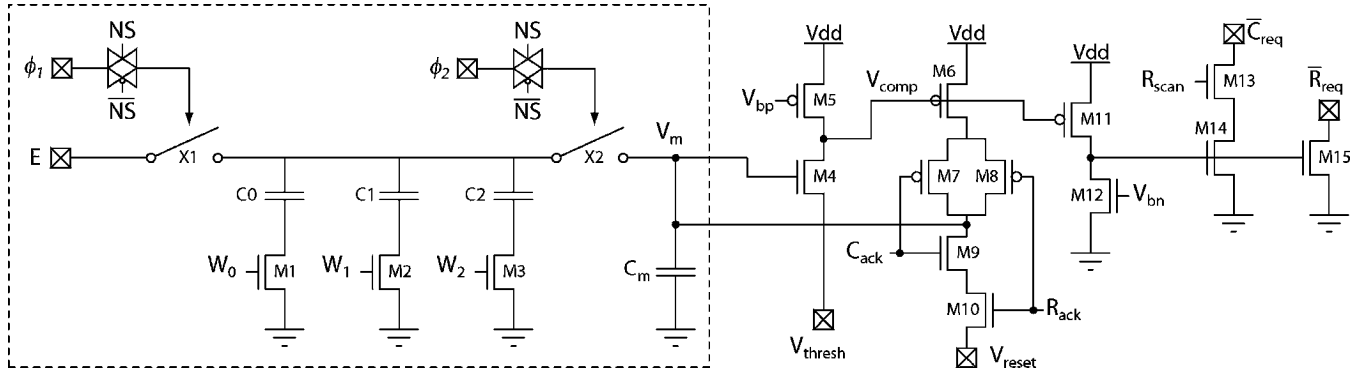 NS NS Vdd Vdd C̅req
ϕ1 ϕ2 M6 Vdd Rscan M13 R̅req
N̅S̅ N̅S̅ Vbp M5 Vcomp M11 M14
E X1 X2 Vm M15
C0 C1 C2 M4 M7 M8 M12 Vbn
W0 M1 W1 M2 W2 M3 Cm Cack M9
M10 Rack
Vthresh Vreset